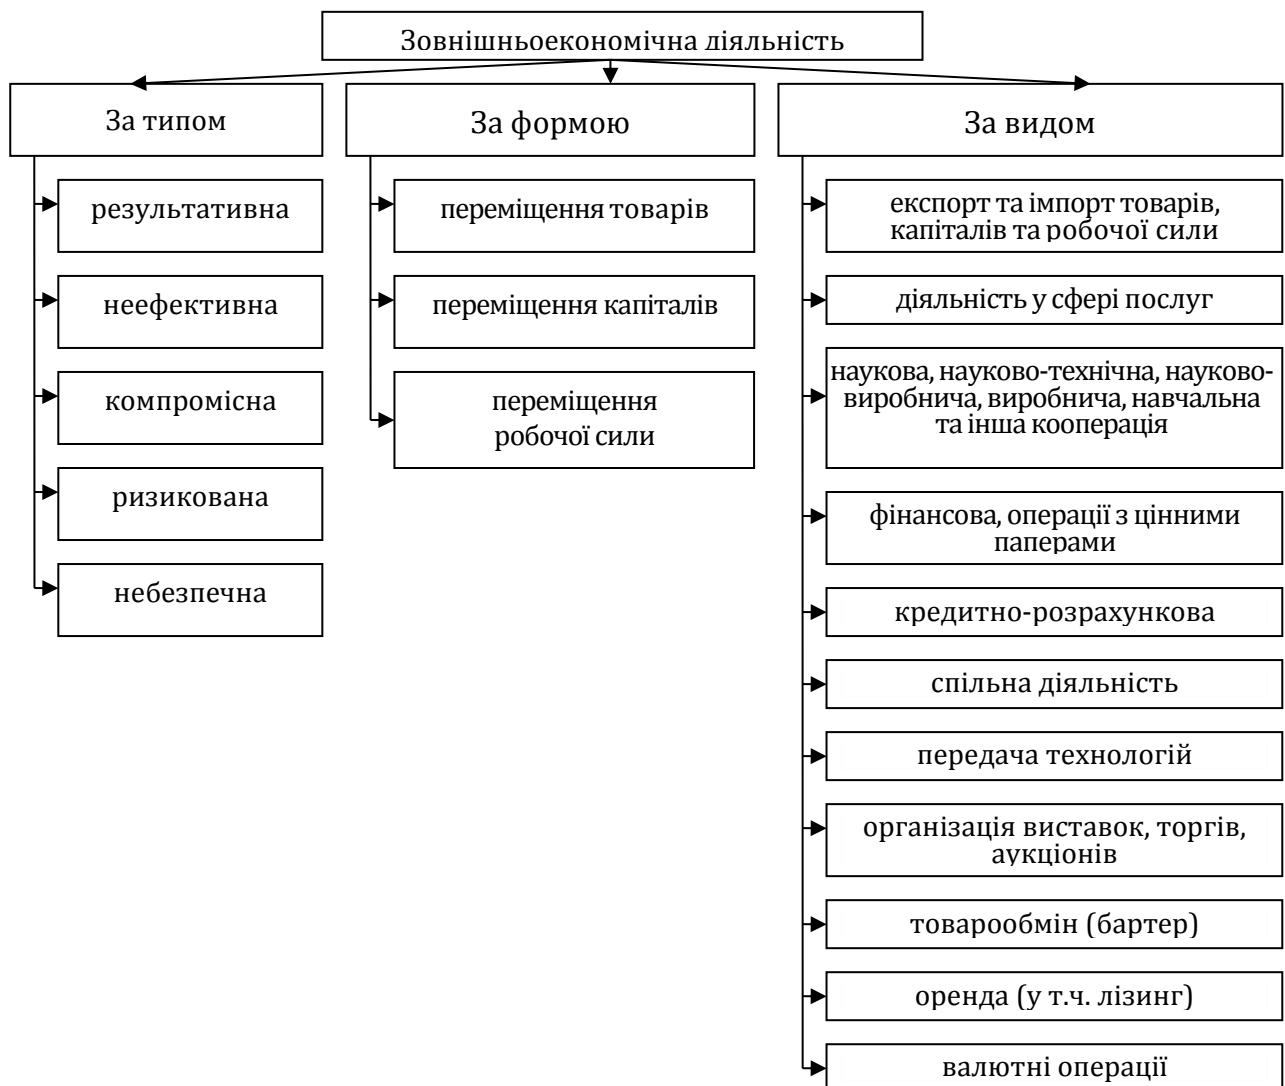 Зовнішньоекономічна діяльність
За типом
результативна
неефективна
компромісна
ризикована
небезпечна
За формою
переміщення товарів
переміщення капіталів
переміщення
робочої сили
За видом
експорт та імпорт товарів,
капіталів та робочої сили
діяльність у сфері послуг
наукова, науково-технічна, науково-
виробнича, виробнича, навчальна
та інша кооперація
фінансова, операції з цінними
паперами
кредитно-розрахункова
спільна діяльність
передача технологій
організація виставок, торгів,
аукціонів
товарообмін (бартер)
оренда (у т.ч. лізинг)
валютні операції